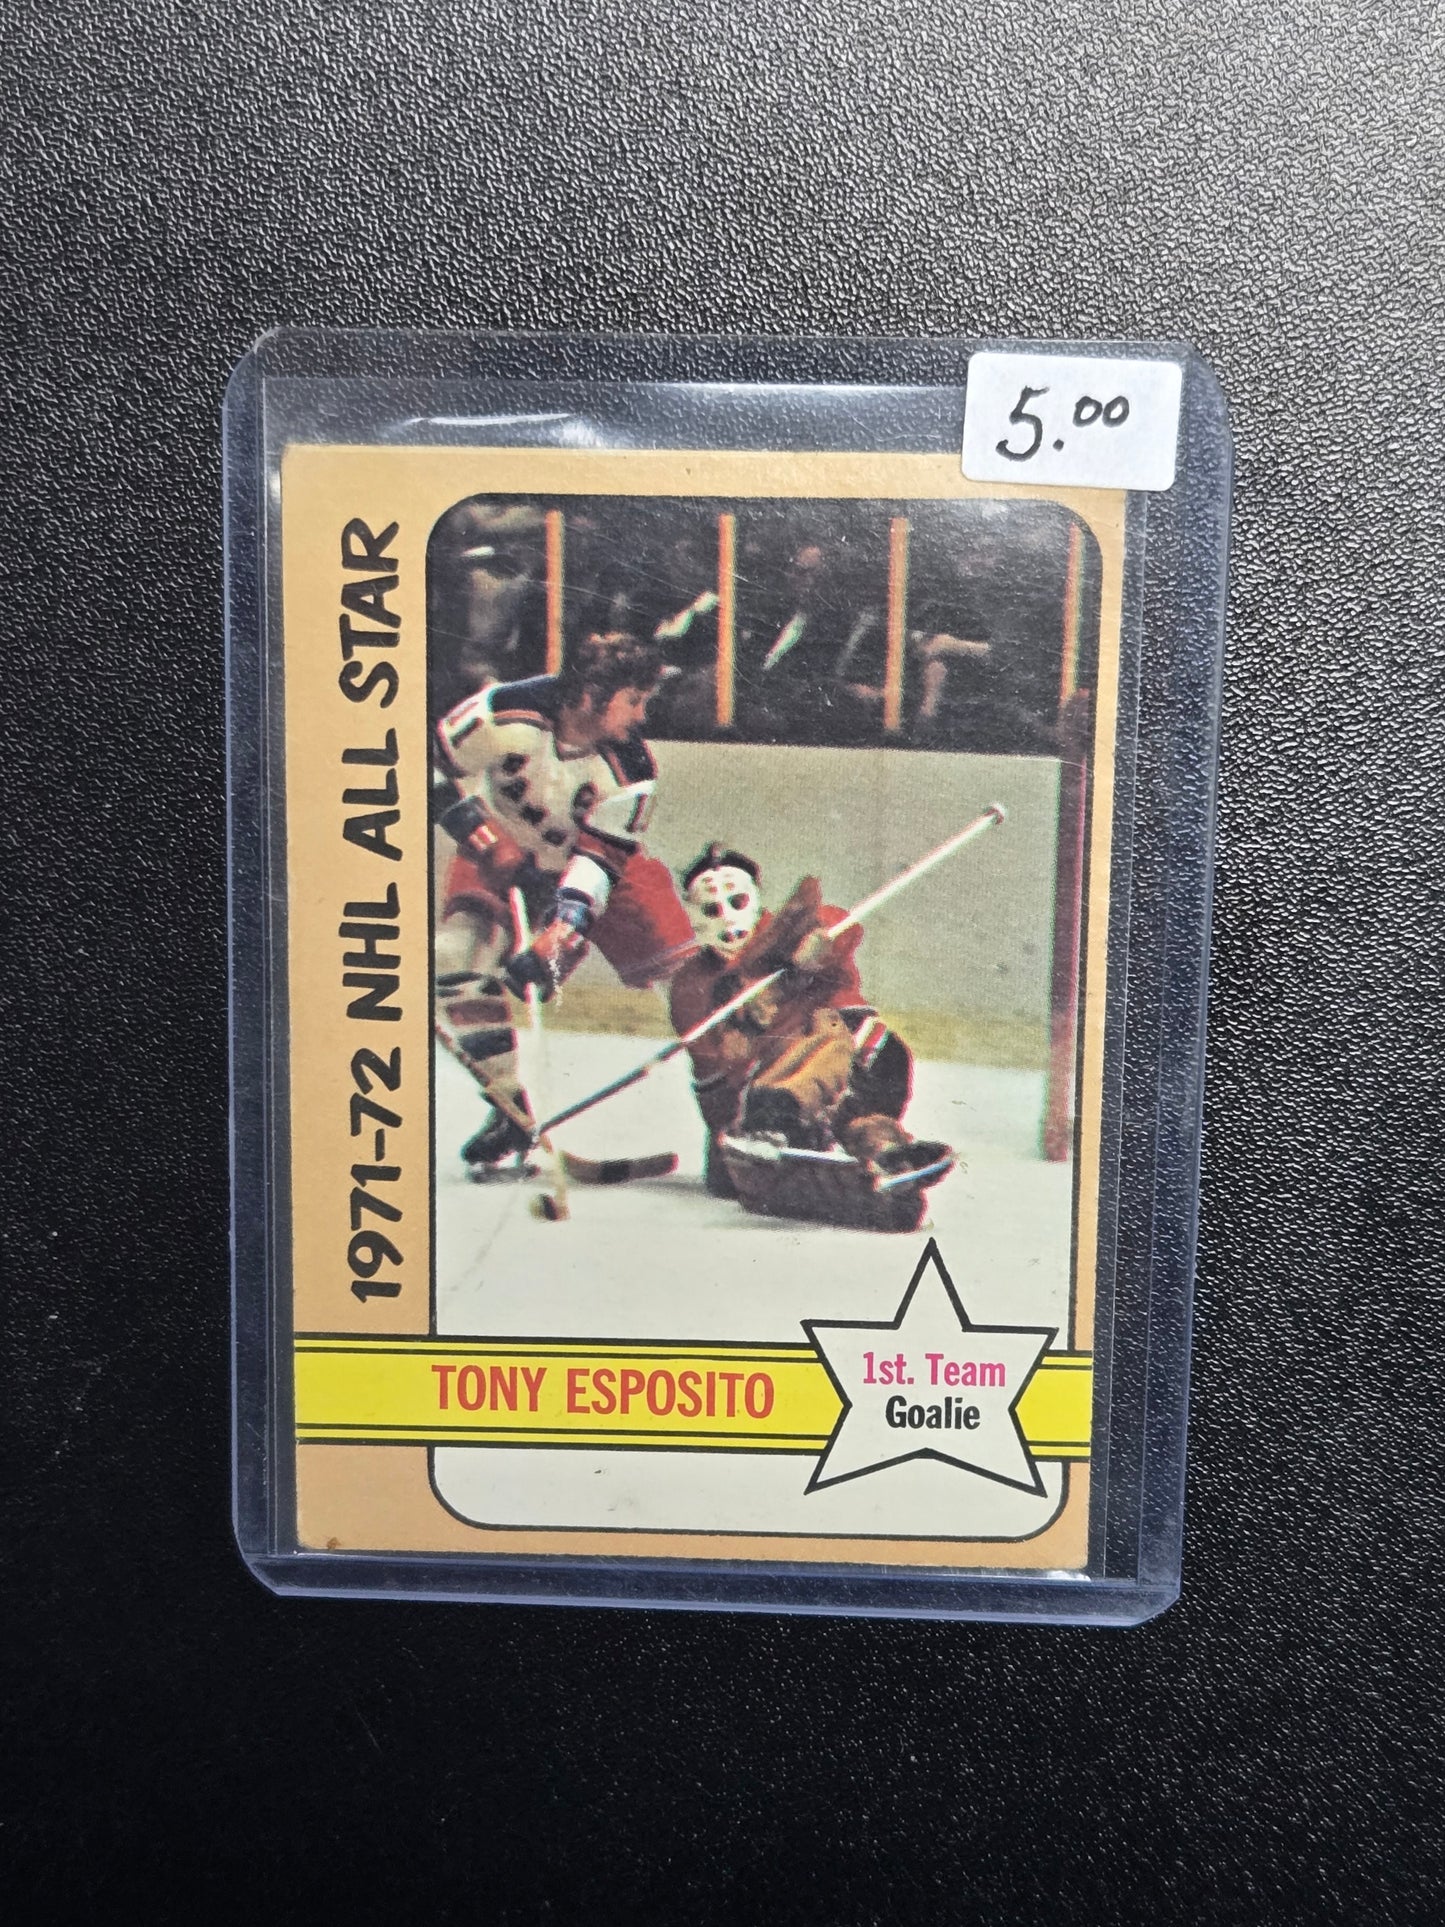 5.00
1971-72 NHL ALL STAR
TONY ESPOSITO
1st. Team
Goalie